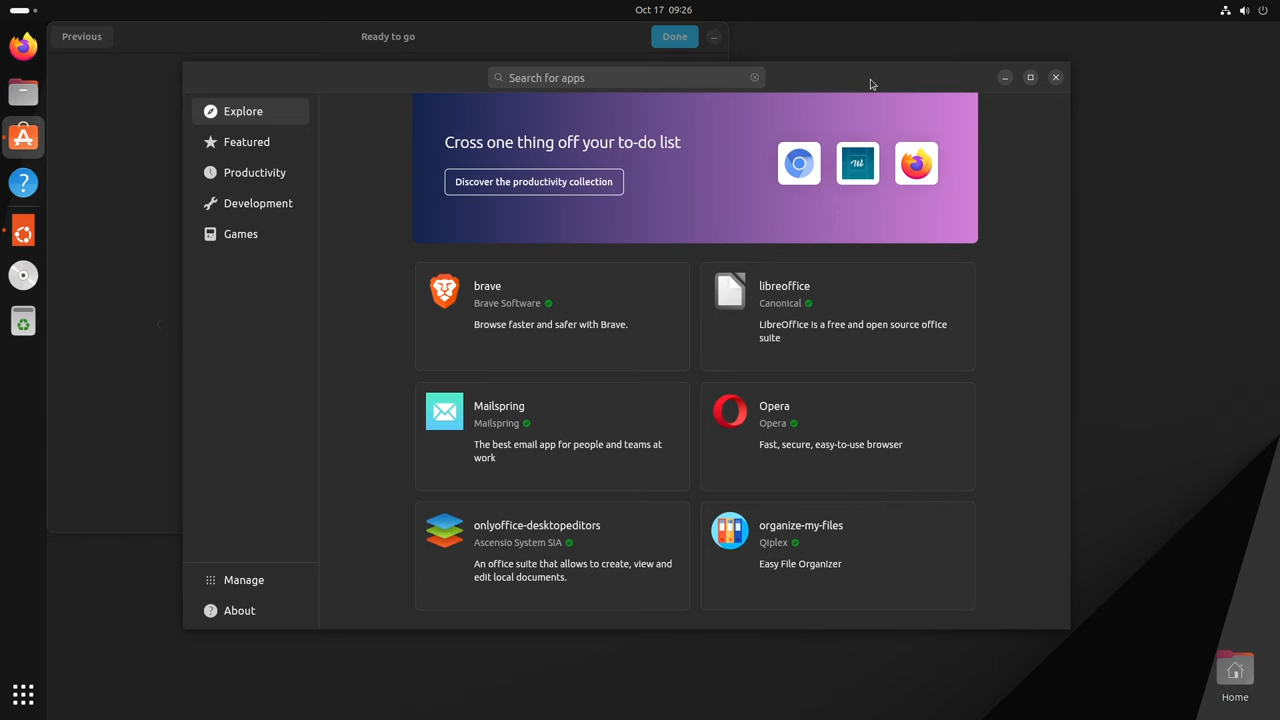 Oct 17 09:26
Previous
Ready to go
Done
Search for apps
Explore
Featured
Productivity
Development
Games
Manage
About
Cross one thing off your to-do list
Discover the productivity collection
brave
Brave Software
Browse faster and safer with Brave.
libreoffice
Canonical
LibreOffice is a free and open source office
suite
Mailspring
Mailspring
The best email app for people and teams at
work
Opera
Opera
Fast, secure, easy-to-use browser
onlyoffice-desktopeditors
Ascensio System SIA
An office suite that allows to create, view and
edit local documents.
organize-my-files
Qiplex
Easy File Organizer
Home